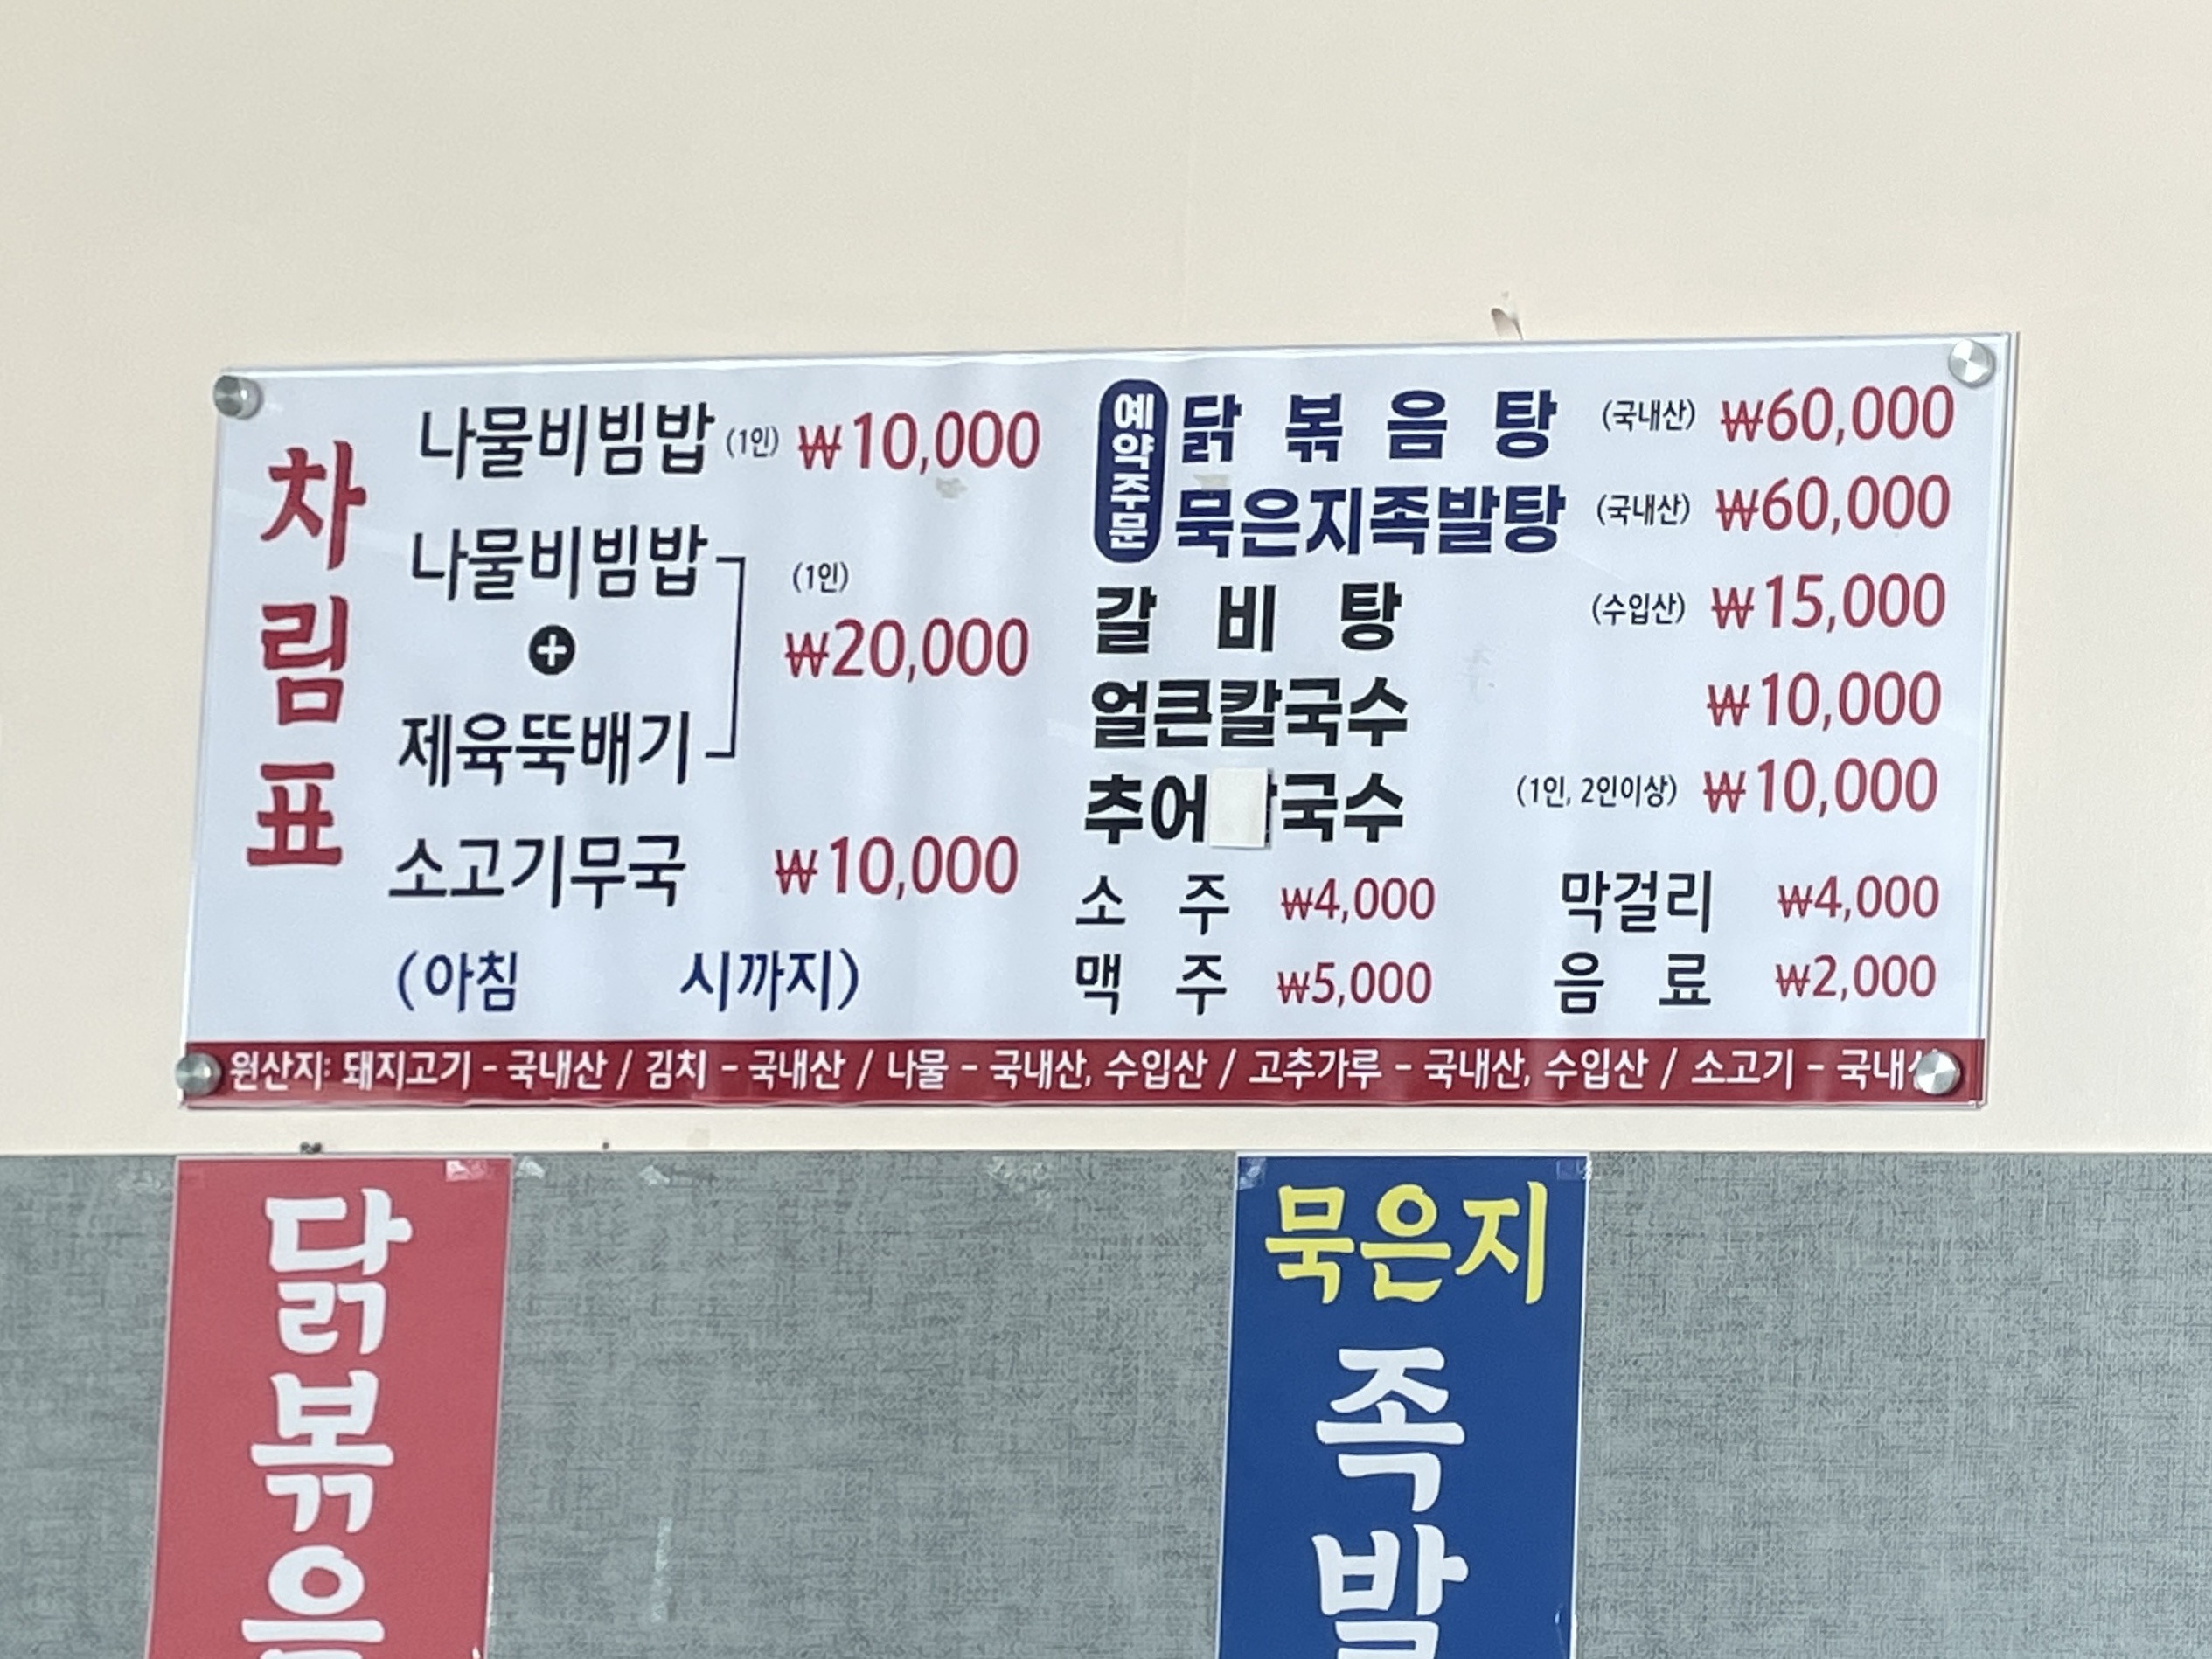 차림표
나물비빔밥 (1인) ₩10,000
나물비빔밥
+
제육뚝배기
(1인)
₩20,000
소고기무국 ₩10,000
(아침 시까지)
예약주문
닭볶음탕 (국내산) ₩60,000
묵은지족발탕 (국내산) ₩60,000
갈비탕 (수입산) ₩15,000
얼큰칼국수 ₩10,000
추어 국수 (1인, 2인이상) ₩10,000
소주 ₩4,000 막걸리 ₩4,000
맥주 ₩5,000 음료 ₩2,000
원산지: 돼지고기 - 국내산 / 김치 - 국내산 / 나물 - 국내산, 수입산 / 고추가루 - 국내산, 수입산 / 소고기 - 국내산
닭볶음
묵은지
족발